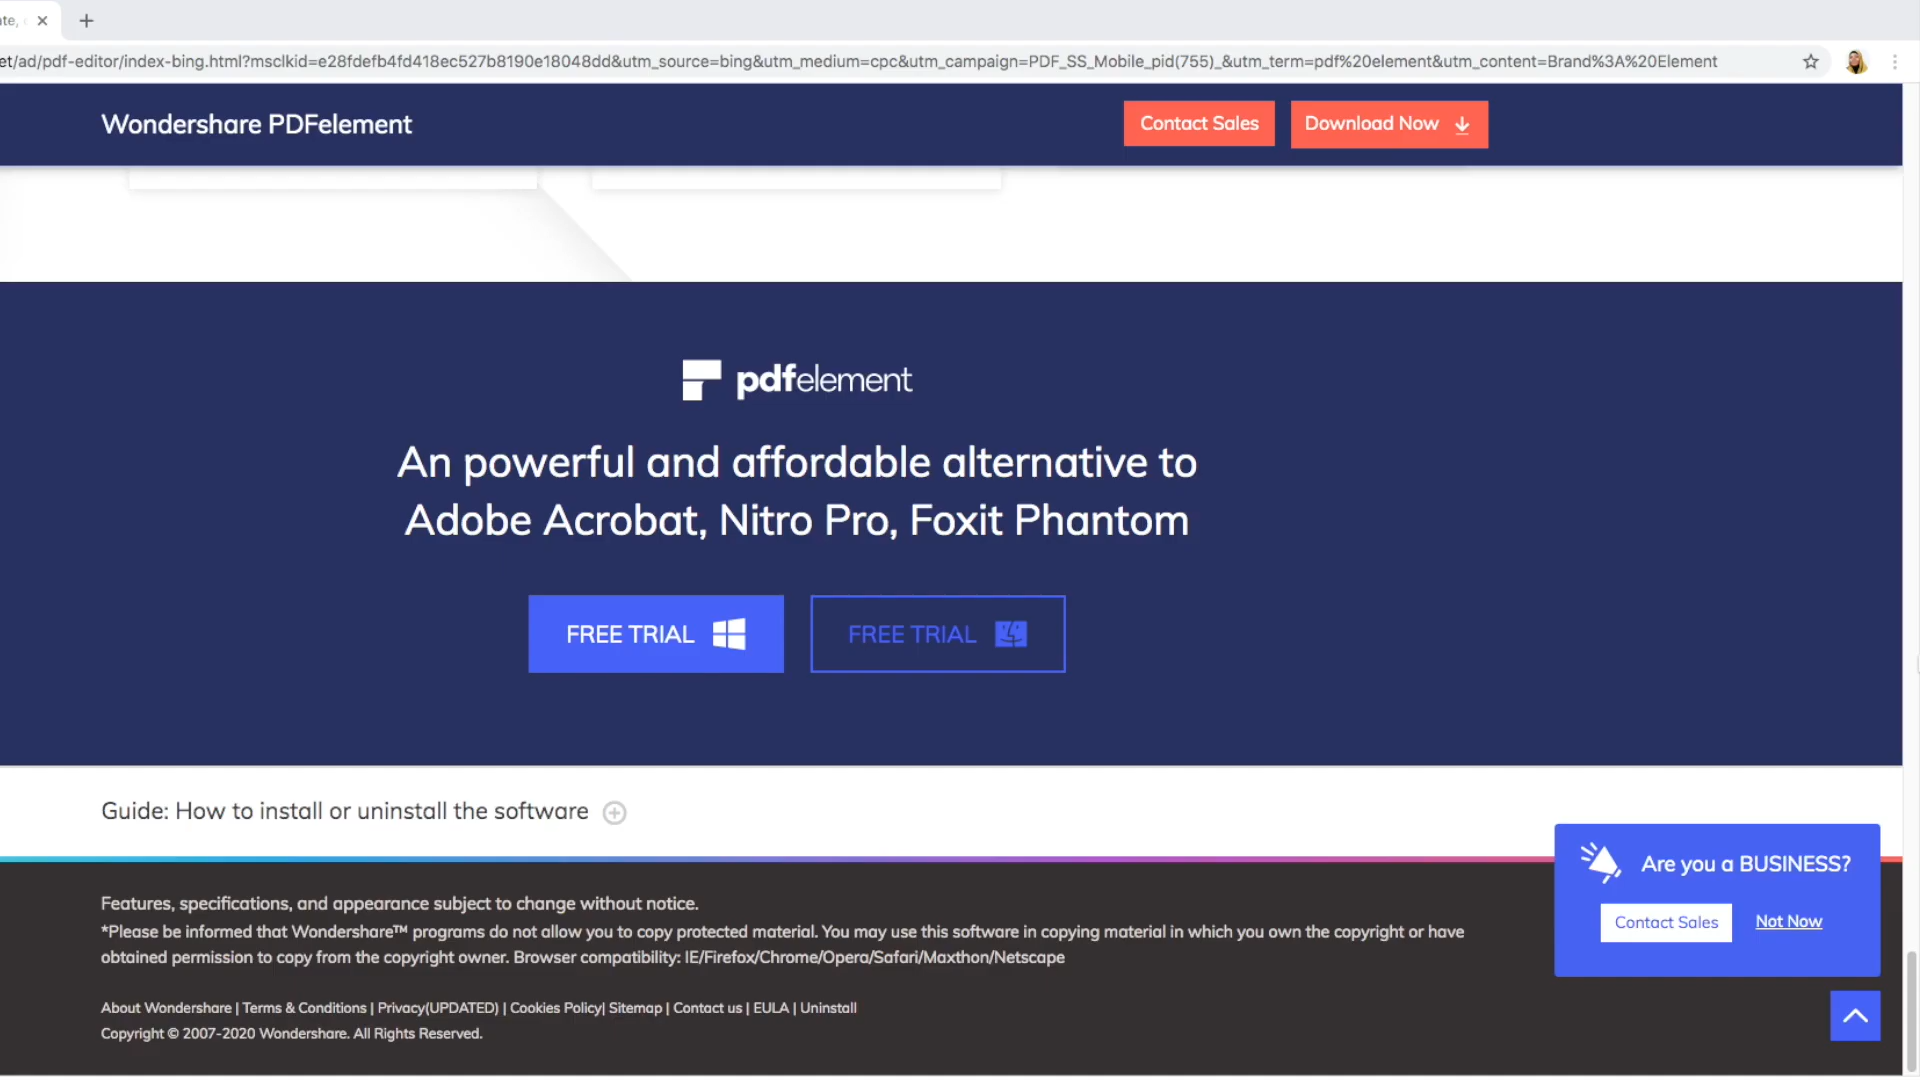 et/ad/pdf-editor/index-bing.html?msclkid=e28fdefb4fd418ec527b8190e18048dd&utm_source=bing&utm_medium=cpc&utm_campaign=PDF_SS_Mobile_pid(755)_&utm_term=pdf%20element&utm_content=Brand%3A%20Element
Wondershare PDFelement
Contact Sales
Download Now
pdfelement
An powerful and affordable alternative to
Adobe Acrobat, Nitro Pro, Foxit Phantom
FREE TRIAL
FREE TRIAL
Guide: How to install or uninstall the software
Are you a BUSINESS?
Contact Sales
Not Now
Features, specifications, and appearance subject to change without notice.
*Please be informed that Wondershare™ programs do not allow you to copy protected material. You may use this software in copying material in which you own the copyright or have
obtained permission to copy from the copyright owner. Browser compatibility: IE/Firefox/Chrome/Opera/Safari/Maxthon/Netscape
About Wondershare | Terms & Conditions | Privacy(UPDATED) | Cookies Policy| Sitemap | Contact us | EULA | Uninstall
Copyright © 2007-2020 Wondershare. All Rights Reserved.